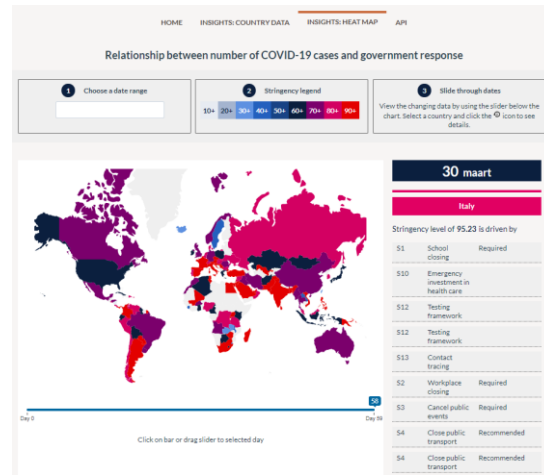 HOME INSIGHTS: COUNTRY DATA INSIGHTS: HEAT MAP API
Relationship between number of COVID-19 cases and government response
1 Choose a date range
2 Stringency legend
10+ 20+ 30+ 40+ 50+ 60+ 70+ 80+ 90+
3 Slide through dates
View the changing data by using the slider below the
chart. Select a country and click the icon to see
details.
30 maart
Italy
Stringency level of 95.23 is driven by
S1 School closing Required
S10 Emergency investment in health care
S12 Testing framework
S12 Testing framework
S13 Contact tracing
S2 Workplace closing Required
S3 Cancel public events Required
S4 Close public transport Recommended
S4 Close public transport Recommended
58
Day 0
Day 58
Click on bar or drag slider to selected day